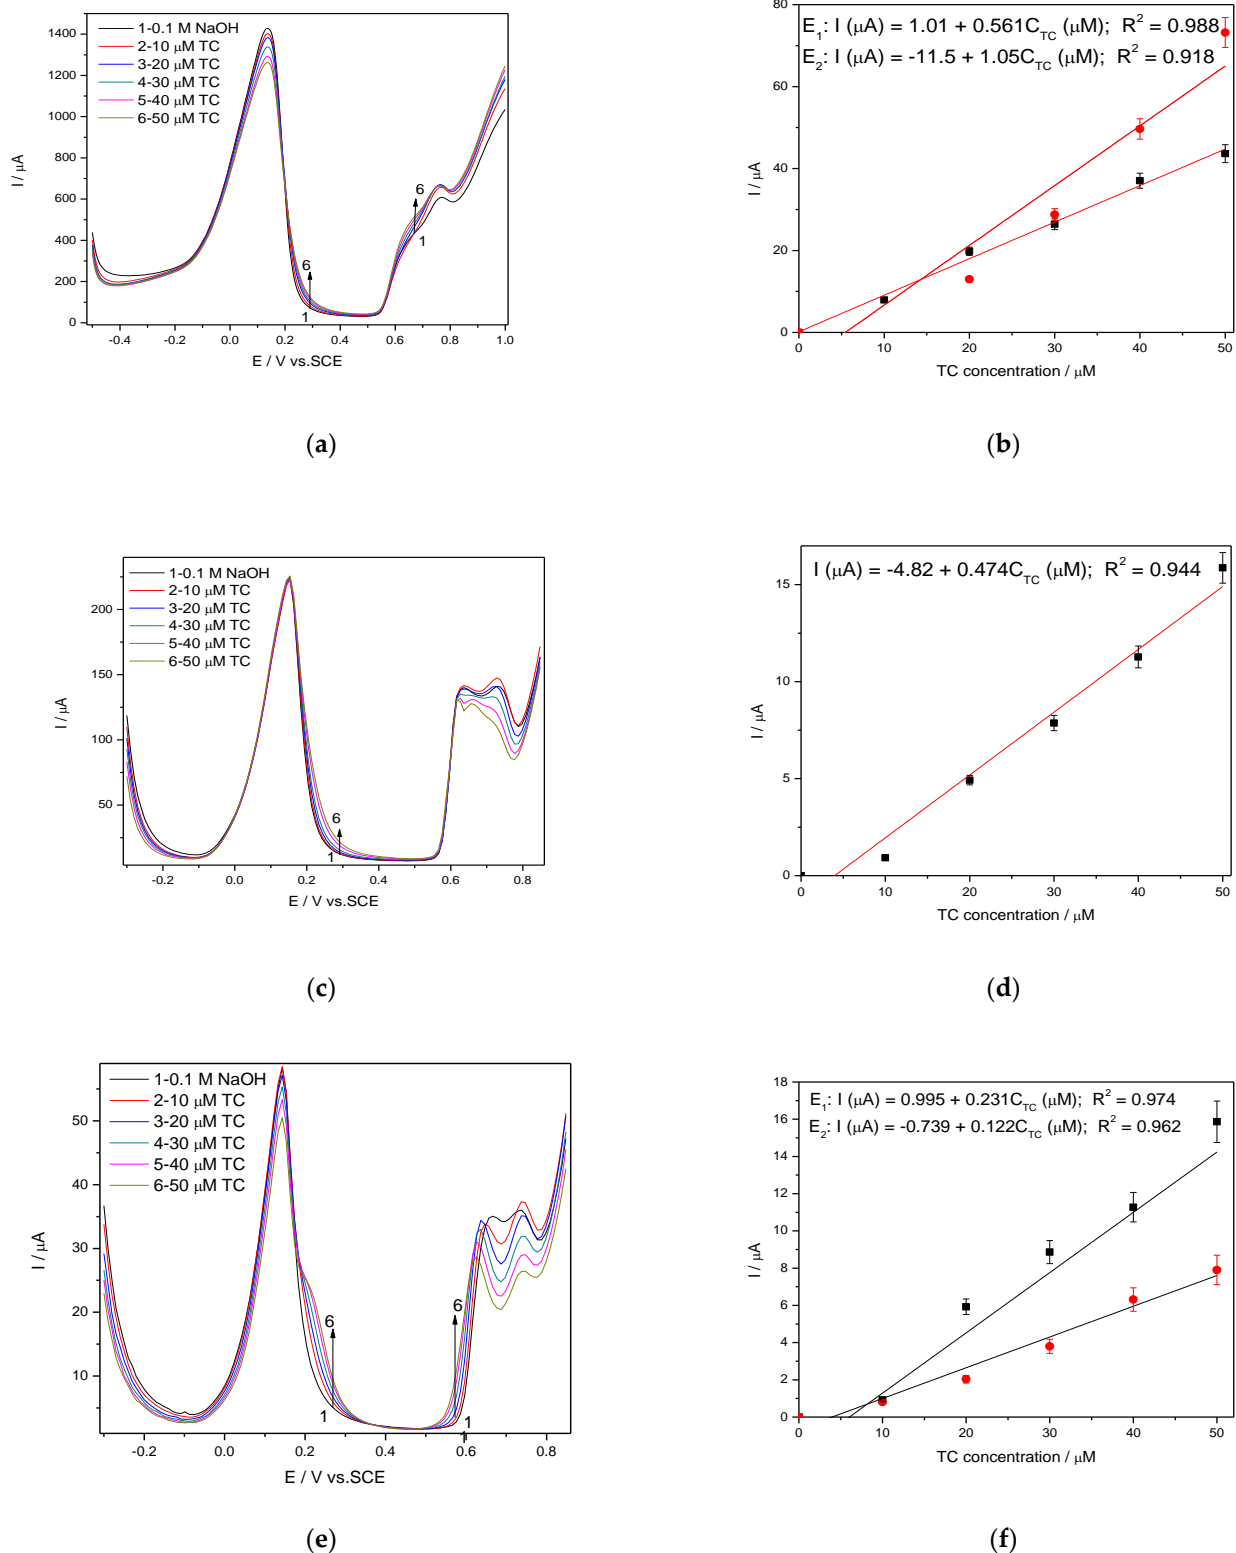 1-0.1 M NaOH
2-10 μM TC
3-20 μM TC
4-30 μM TC
5-40 μM TC
6-50 μM TC
1400
1200
1000
800
600
400
200
0
I / μA
6
1
6
1
-0.4 -0.2 0.0 0.2 0.4 0.6 0.8 1.0
E / V vs.SCE
(a)
E₁: I (μA) = 1.01 + 0.561C_TC (μM); R² = 0.988
E₂: I (μA) = -11.5 + 1.05C_TC (μM); R² = 0.918
80
60
40
20
0
I / μA
0 10 20 30 40 50
TC concentration / μM
(b)
1-0.1 M NaOH
2-10 μM TC
3-20 μM TC
4-30 μM TC
5-40 μM TC
6-50 μM TC
200
150
100
50
I / μA
6
1
-0.2 0.0 0.2 0.4 0.6 0.8
E / V vs.SCE
(c)
I (μA) = -4.82 + 0.474C_TC (μM); R² = 0.944
15
10
5
0
I / μA
0 10 20 30 40 50
TC concentration / μM
(d)
1-0.1 M NaOH
2-10 μM TC
3-20 μM TC
4-30 μM TC
5-40 μM TC
6-50 μM TC
50
40
30
20
10
I / μA
6
1
6
1
-0.2 0.0 0.2 0.4 0.6 0.8
E / V vs.SCE
(e)
E₁: I (μA) = 0.995 + 0.231C_TC (μM); R² = 0.974
E₂: I (μA) = -0.739 + 0.122C_TC (μM); R² = 0.962
18
16
14
12
10
8
6
4
2
0
I / μA
0 10 20 30 40 50
TC concentration / μM
(f)